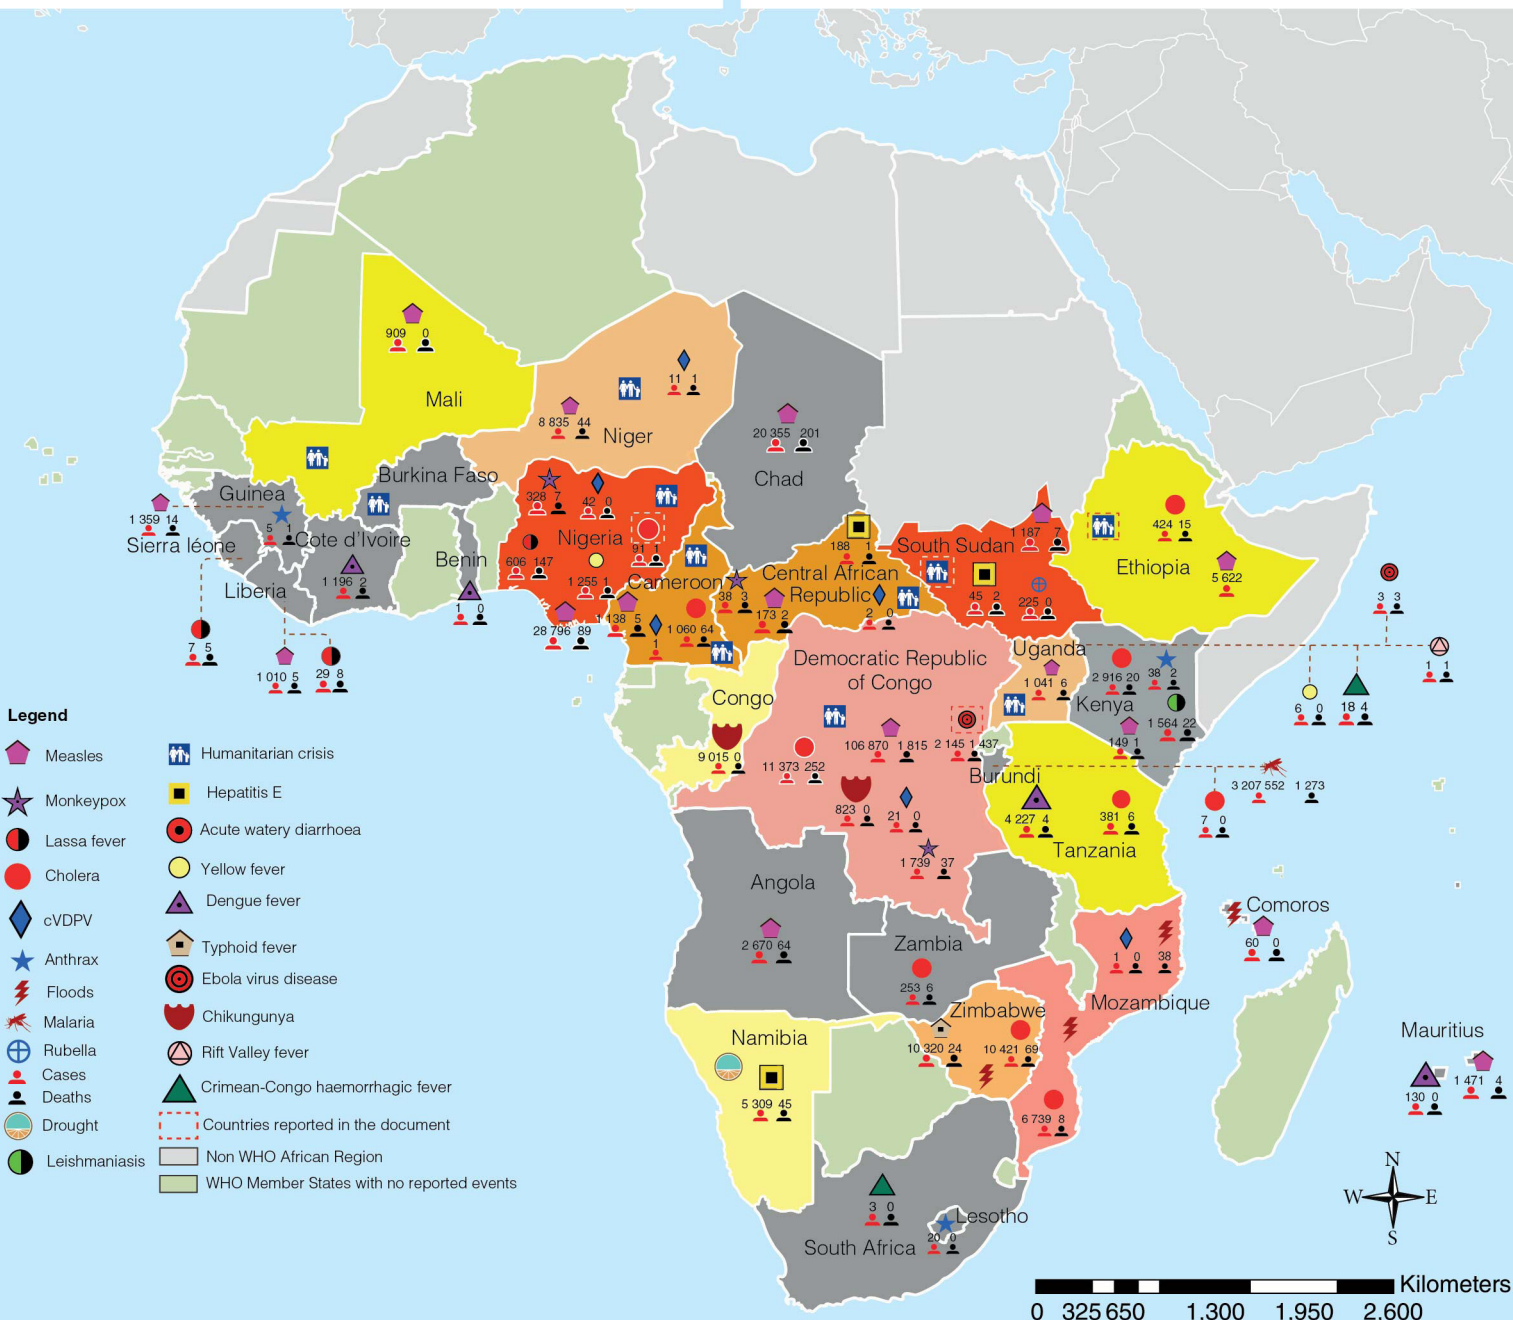 909 0
Mali
11 1
8 835 44
Niger
20 355 201
Chad
Burkina Faso
Guinea
1 359 14
Sierra léone
5 1
Cote d'Ivoire
1 196 2
Liberia
Benin
1 0
7 5
1 010 5
29 8
328 7
42 0
Nigeria
91 1
606 147
1 255 1
28 796 89
Cameroon
1 138 5
1
1 060 64
188 1
Central African
Republic
38 3
173 2
2 0
South Sudan
1 187 7
45 2
225 0
424 15
Ethiopia
5 622
3 3
1 1
6 0
18 4
Uganda
1 041 6
2 916 20
38 2
Kenya
1 564 22
149 1
Democratic Republic
of Congo
Congo
9 015 0
106 870 1 815
2 145 1 437
11 373 252
823 0
21 0
1 739 37
Burundi
3 207 552 1 273
7 0
4 227 4
381 6
Tanzania
Angola
2 670 64
Zambia
253 6
Comoros
60 0
1 0
38
Mozambique
6 739 8
Zimbabwe
10 320 24
10 421 69
Namibia
5 309 45
Mauritius
130 0
1 471 4
3 0
Lesotho
20 0
South Africa
Legend
Measles
Monkeypox
Lassa fever
Cholera
cVDPV
Anthrax
Floods
Malaria
Rubella
Cases
Deaths
Drought
Leishmaniasis
Humanitarian crisis
Hepatitis E
Acute watery diarrhoea
Yellow fever
Dengue fever
Typhoid fever
Ebola virus disease
Chikungunya
Rift Valley fever
Crimean-Congo haemorrhagic fever
Countries reported in the document
Non WHO African Region
WHO Member States with no reported events
N
W E
S
Kilometers
0 325 650 1.300 1.950 2.600